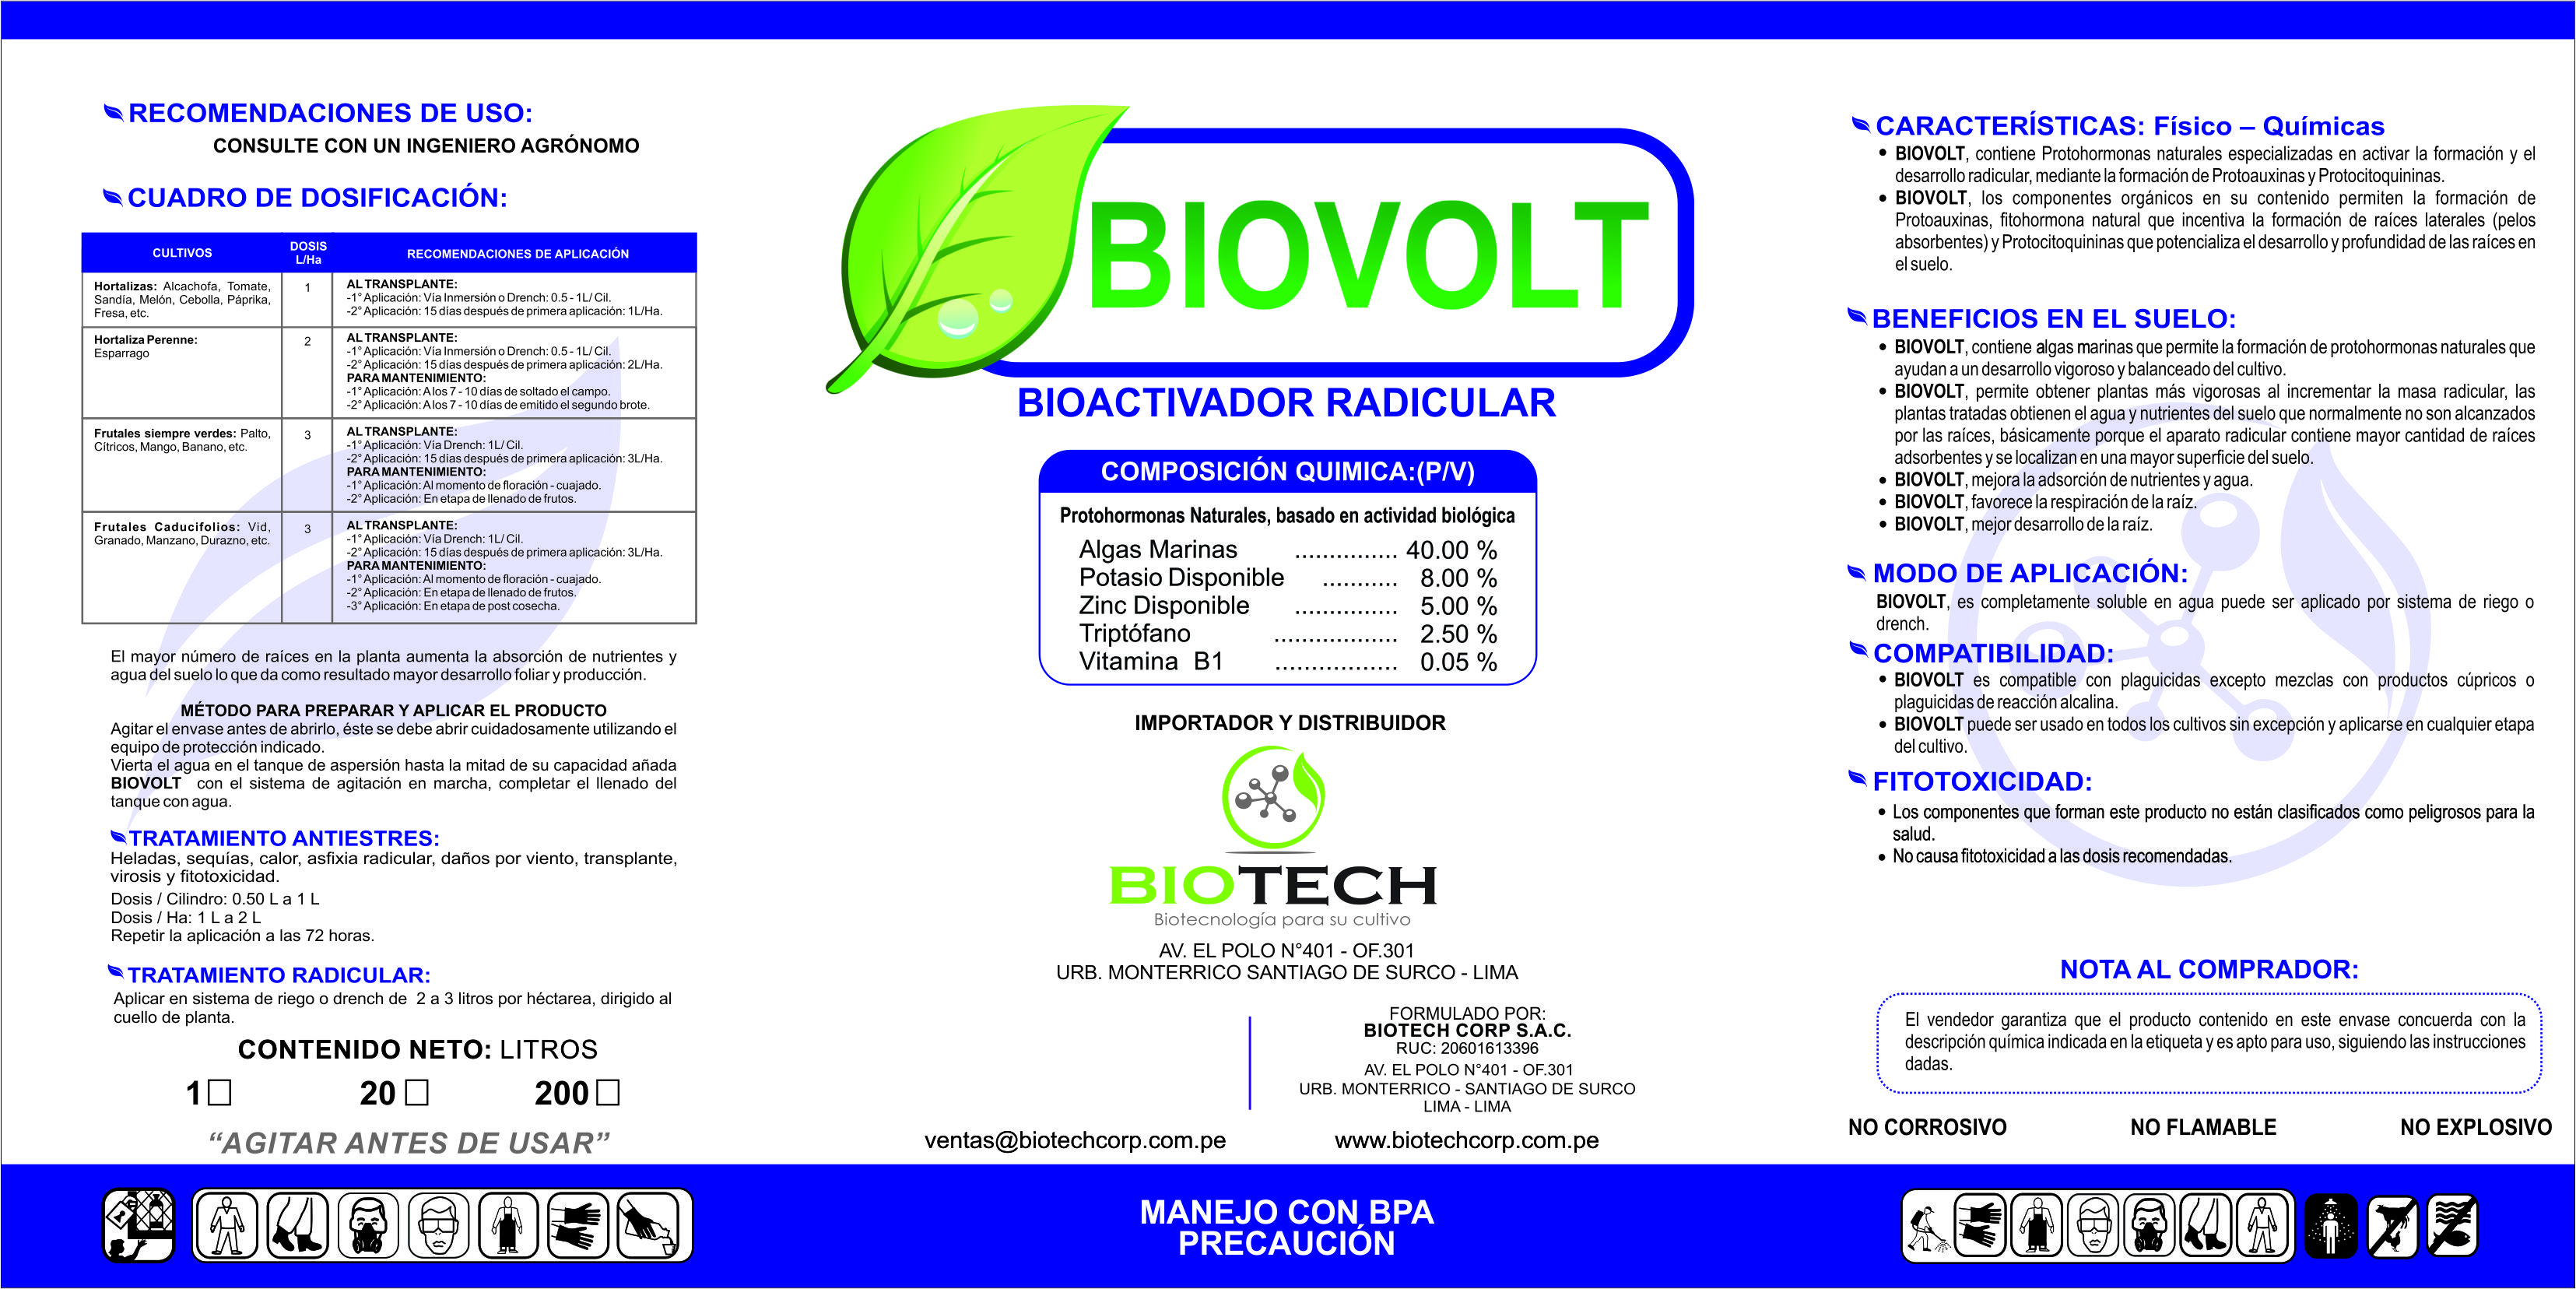 RECOMENDACIONES DE USO:
CONSULTE CON UN INGENIERO AGRÓNOMO
CUADRO DE DOSIFICACIÓN:
CULTIVOS
DOSIS
L/Ha
RECOMENDACIONES DE APLICACIÓN
Hortalizas: Alcachofa, Tomate,
Sandía, Melón, Cebolla, Páprika,
Fresa, etc.
1
AL TRANSPLANTE:
-1° Aplicación: Vía Inmersión o Drench: 0.5 - 1L/ Cil.
-2° Aplicación: 15 días después de primera aplicación: 1L/Ha.
Hortaliza Perenne:
Esparrago
2
AL TRANSPLANTE:
-1° Aplicación: Vía Inmersión o Drench: 0.5 - 1L/ Cil.
-2° Aplicación: 15 días después de primera aplicación: 2L/Ha.
PARA MANTENIMIENTO:
-1° Aplicación: A los 7 - 10 días de soltado el campo.
-2° Aplicación: A los 7 - 10 días de emitido el segundo brote.
Frutales siempre verdes: Palto,
Cítricos, Mango, Banano, etc.
3
AL TRANSPLANTE:
-1° Aplicación: Vía Drench: 1L/ Cil.
-2° Aplicación: 15 días después de primera aplicación: 3L/Ha.
PARA MANTENIMIENTO:
-1° Aplicación: Al momento de floración - cuajado.
-2° Aplicación: En etapa de llenado de frutos.
Frutales Caducifolios: Vid,
Granado, Manzano, Durazno, etc.
3
AL TRANSPLANTE:
-1° Aplicación: Vía Drench: 1L/ Cil.
-2° Aplicación: 15 días después de primera aplicación: 3L/Ha.
PARA MANTENIMIENTO:
-1° Aplicación: Al momento de floración - cuajado.
-2° Aplicación: En etapa de llenado de frutos.
-3° Aplicación: En etapa de post cosecha.
El mayor número de raíces en la planta aumenta la absorción de nutrientes y
agua del suelo lo que da como resultado mayor desarrollo foliar y producción.
MÉTODO PARA PREPARAR Y APLICAR EL PRODUCTO
Agitar el envase antes de abrirlo, éste se debe abrir cuidadosamente utilizando el
equipo de protección indicado.
Vierta el agua en el tanque de aspersión hasta la mitad de su capacidad añada
BIOVOLT con el sistema de agitación en marcha, completar el llenado del
tanque con agua.
TRATAMIENTO ANTIESTRES:
Heladas, sequías, calor, asfixia radicular, daños por viento, transplante,
virosis y fitotoxicidad.
Dosis / Cilindro: 0.50 L a 1 L
Dosis / Ha: 1 L a 2 L
Repetir la aplicación a las 72 horas.
TRATAMIENTO RADICULAR:
Aplicar en sistema de riego o drench de 2 a 3 litros por héctarea, dirigido al
cuello de planta.
CONTENIDO NETO: LITROS
1 20 200
“AGITAR ANTES DE USAR”
BIOVOLT
BIOACTIVADOR RADICULAR
COMPOSICIÓN QUIMICA:(P/V)
Protohormonas Naturales, basado en actividad biológica
Algas Marinas ............... 40.00 %
Potasio Disponible ........... 8.00 %
Zinc Disponible ............... 5.00 %
Triptófano .................. 2.50 %
Vitamina B1 ................. 0.05 %
IMPORTADOR Y DISTRIBUIDOR
BIOTECH
Biotecnología para su cultivo
AV. EL POLO N°401 - OF.301
URB. MONTERRICO SANTIAGO DE SURCO - LIMA
FORMULADO POR:
BIOTECH CORP S.A.C.
RUC: 20601613396
AV. EL POLO N°401 - OF.301
URB. MONTERRICO - SANTIAGO DE SURCO
LIMA - LIMA
ventas@biotechcorp.com.pe www.biotechcorp.com.pe
MANEJO CON BPA
PRECAUCIÓN
CARACTERÍSTICAS: Físico – Químicas
• BIOVOLT, contiene Protohormonas naturales especializadas en activar la formación y el
desarrollo radicular, mediante la formación de Protoauxinas y Protocitoquininas.
• BIOVOLT, los componentes orgánicos en su contenido permiten la formación de
Protoauxinas, fitohormona natural que incentiva la formación de raíces laterales (pelos
absorbentes) y Protocitoquininas que potencializa el desarrollo y profundidad de las raíces en
el suelo.
BENEFICIOS EN EL SUELO:
• BIOVOLT, contiene algas marinas que permite la formación de protohormonas naturales que
ayudan a un desarrollo vigoroso y balanceado del cultivo.
• BIOVOLT, permite obtener plantas más vigorosas al incrementar la masa radicular, las
plantas tratadas obtienen el agua y nutrientes del suelo que normalmente no son alcanzados
por las raíces, básicamente porque el aparato radicular contiene mayor cantidad de raíces
adsorbentes y se localizan en una mayor superficie del suelo.
• BIOVOLT, mejora la adsorción de nutrientes y agua.
• BIOVOLT, favorece la respiración de la raíz.
• BIOVOLT, mejor desarrollo de la raíz.
MODO DE APLICACIÓN:
BIOVOLT, es completamente soluble en agua puede ser aplicado por sistema de riego o
drench.
COMPATIBILIDAD:
• BIOVOLT es compatible con plaguicidas excepto mezclas con productos cúpricos o
plaguicidas de reacción alcalina.
• BIOVOLT puede ser usado en todos los cultivos sin excepción y aplicarse en cualquier etapa
del cultivo.
FITOTOXICIDAD:
• Los componentes que forman este producto no están clasificados como peligrosos para la
salud.
• No causa fitotoxicidad a las dosis recomendadas.
NOTA AL COMPRADOR:
El vendedor garantiza que el producto contenido en este envase concuerda con la
descripción química indicada en la etiqueta y es apto para uso, siguiendo las instrucciones
dadas.
NO CORROSIVO NO FLAMABLE NO EXPLOSIVO